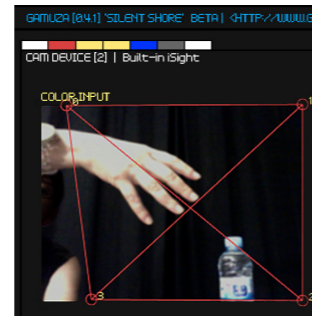 GAMUZA [0.4.1] 'SILENT SHORE' BETA | <HTTP://WWW.G
CAM DEVICE [2] | Built-in iSight
COLOR INPUT
0
1
3
2